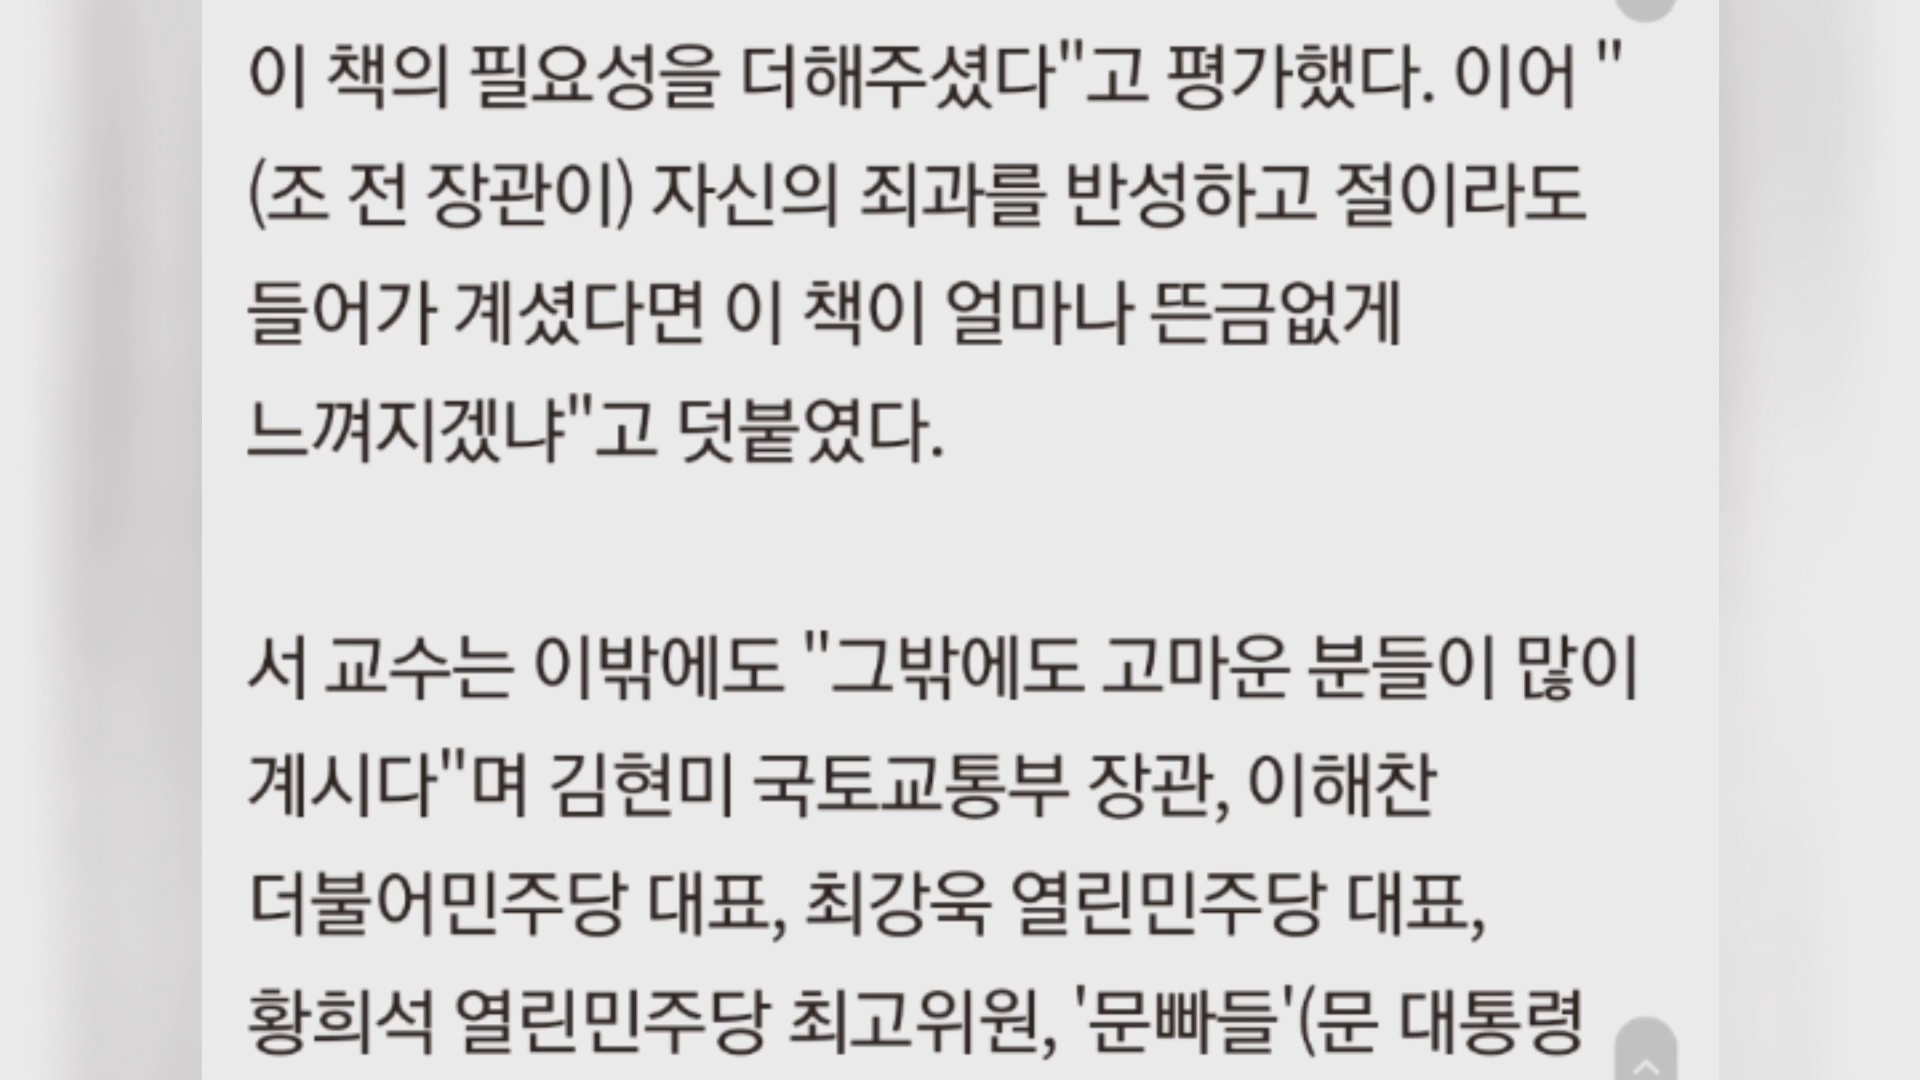 이 책의 필요성을 더해주셨다"고 평가했다. 이어 "
(조 전 장관이) 자신의 죄과를 반성하고 절이라도
들어가 계셨다면 이 책이 얼마나 뜬금없게
느껴지겠냐"고 덧붙였다.
서 교수는 이밖에도 "그밖에도 고마운 분들이 많이
계시다"며 김현미 국토교통부 장관, 이해찬
더불어민주당 대표, 최강욱 열린민주당 대표,
황희석 열린민주당 최고위원, '문빠들'(문 대통령